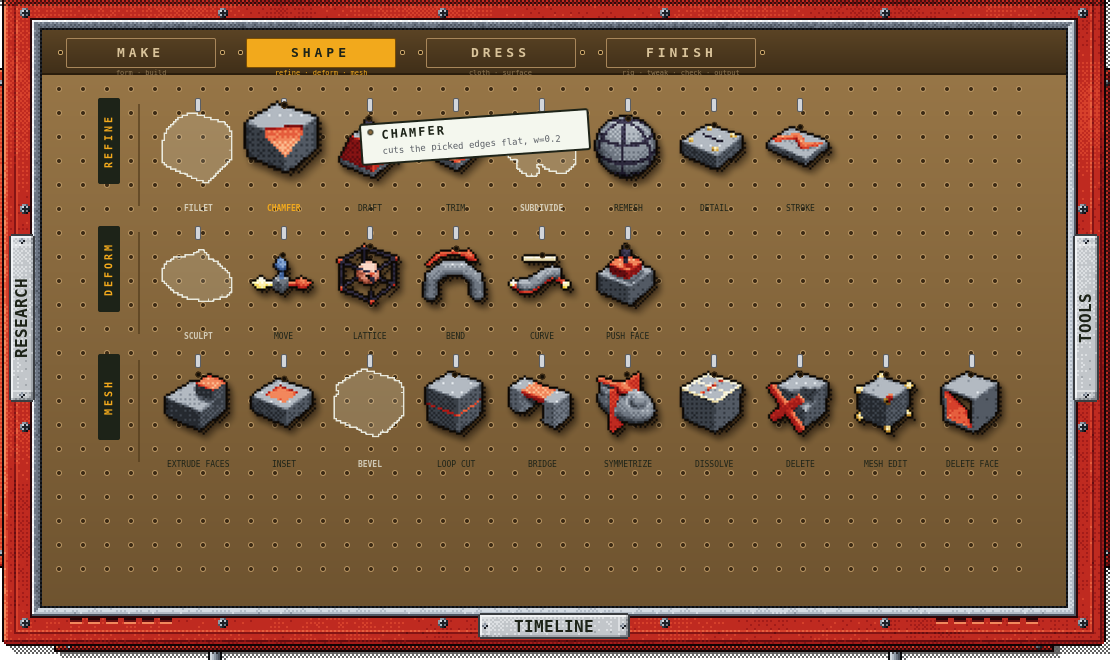 MAKE
SHAPE
DRESS
FINISH
form · build
refine · deform · mesh
cloth · surface
rig · tweak · check · output
REFINE
CHAMFER
cuts the picked edges flat, w=0.2
FILLET
CHAMFER
DRAFT
TRIM
SUBDIVIDE
REMESH
DETAIL
STROKE
DEFORM
SCULPT
MOVE
LATTICE
BEND
CURVE
PUSH FACE
RESEARCH
TOOLS
MESH
EXTRUDE FACES
INSET
BEVEL
LOOP CUT
BRIDGE
SYMMETRIZE
DISSOLVE
DELETE
MESH EDIT
DELETE FACE
TIMELINE